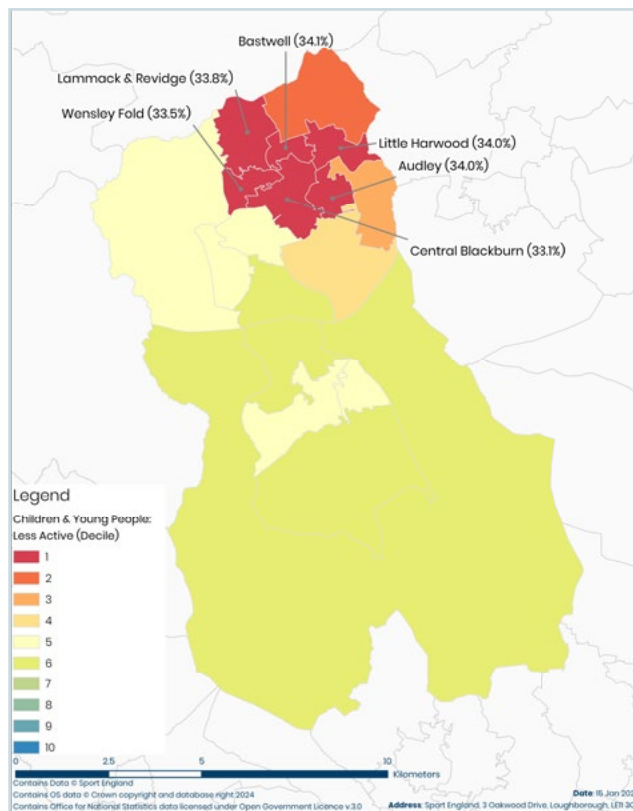 Bastwell (34.1%)
Lammack & Revidge (33.8%)
Wensley Fold (33.5%)
Little Harwood (34.0%)
Audley (34.0%)
Central Blackburn (33.1%)
Legend
Children & Young People:
Less Active (Decile)
1
2
3
4
5
6
7
8
9
10
0 2.5 5 10
Kilometers
Contains Data © Sport England
Contains OS data © Crown copyright and database right 2024
Contains Office for National Statistics data licensed under Open Government Licence v.3.0
Date: 15 Jan 202
Address: Sport England, 3 Oakwood Drive, Loughborough, LE11